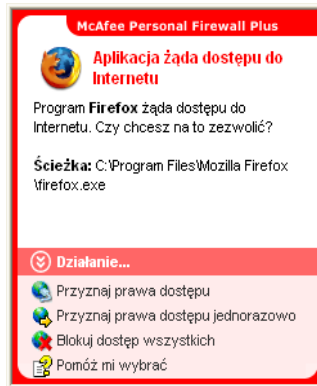 McAfee Personal Firewall Plus
Aplikacja żąda dostępu do
Internetu
Program Firefox żąda dostępu do
Internetu. Czy chcesz na to zezwolić?
Ścieżka: C:\Program Files\Mozilla Firefox
\firefox.exe
Działanie...
Przyznaj prawa dostępu
Przyznaj prawa dostępu jednorazowo
Blokuj dostęp wszystkich
Pomóż mi wybrać